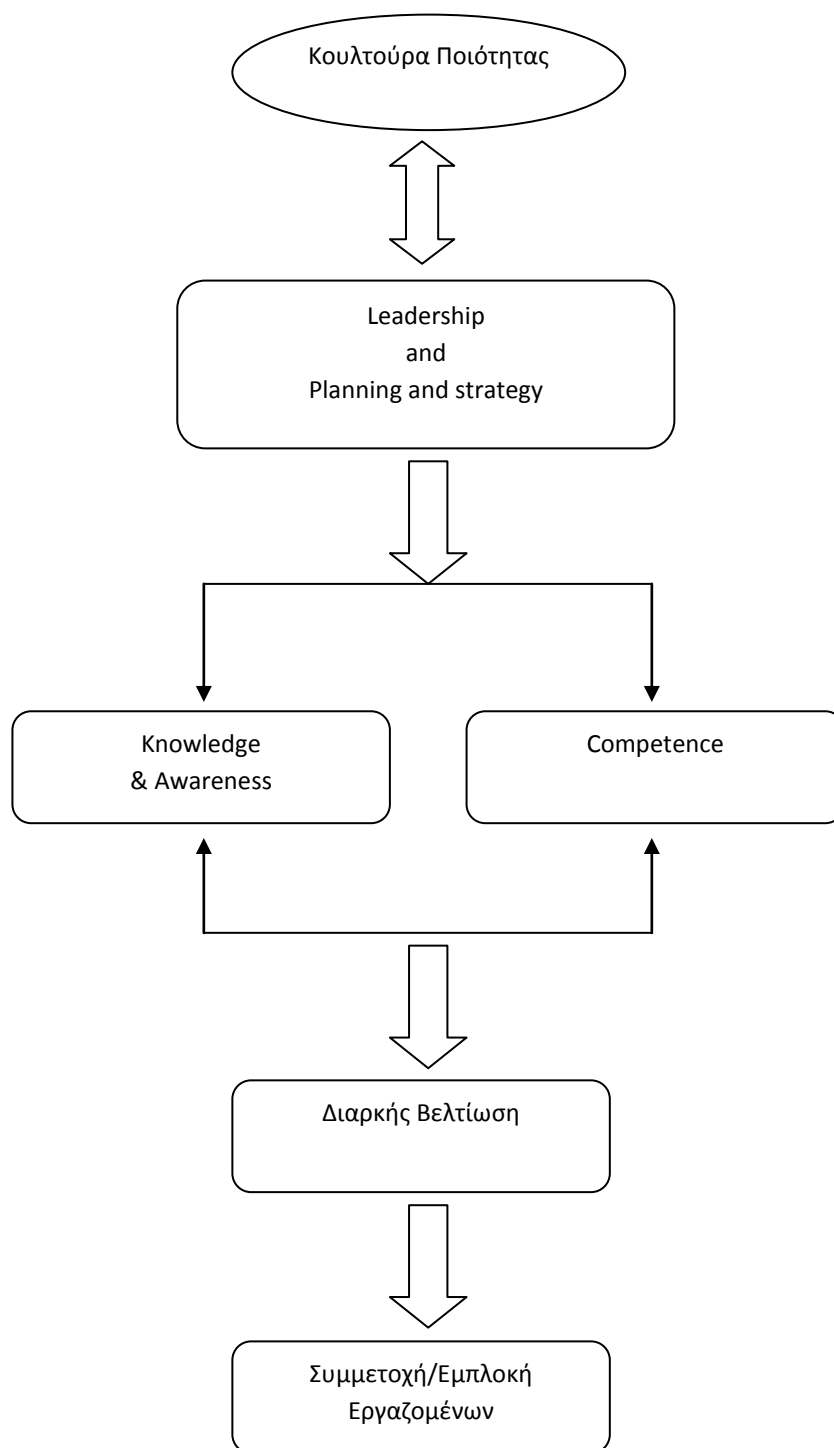 Κουλτούρα Ποιότητας
Leadership
and
Planning and strategy
Knowledge
& Awareness
Competence
Διαρκής Βελτίωση
Συμμετοχή/Εμπλοκή
Εργαζομένων